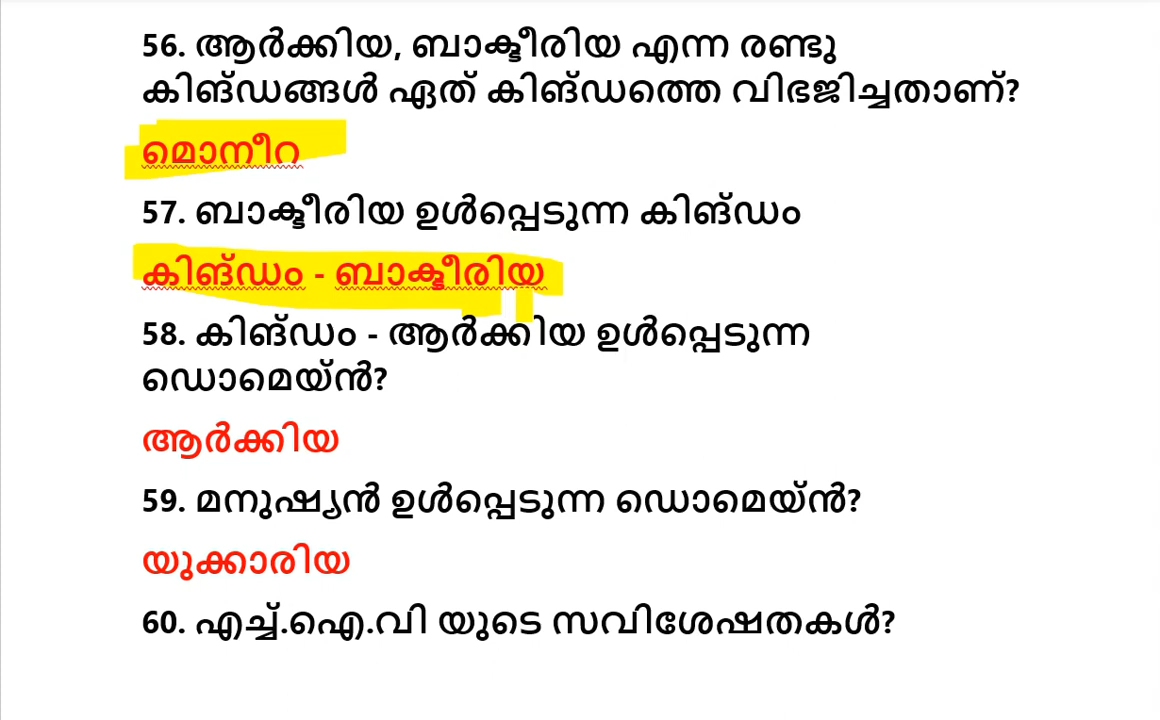 56. ആർക്കിയ, ബാക്ടീരിയ എന്ന രണ്ടു
കിങ്ഡങ്ങൾ ഏത് കിങ്ഡത്തെ വിഭജിച്ചതാണ്?
മൊനീറ
57. ബാക്ടീരിയ ഉൾപ്പെടുന്ന കിങ്ഡം
കിങ്ഡം - ബാക്ടീരിയ
58. കിങ്ഡം - ആർക്കിയ ഉൾപ്പെടുന്ന
ഡൊമെയ്ൻ?
ആർക്കിയ
59. മനുഷ്യൻ ഉൾപ്പെടുന്ന ഡൊമെയ്ൻ?
യുക്കാരിയ
60. എച്ച്.ഐ.വി യുടെ സവിശേഷതകൾ?